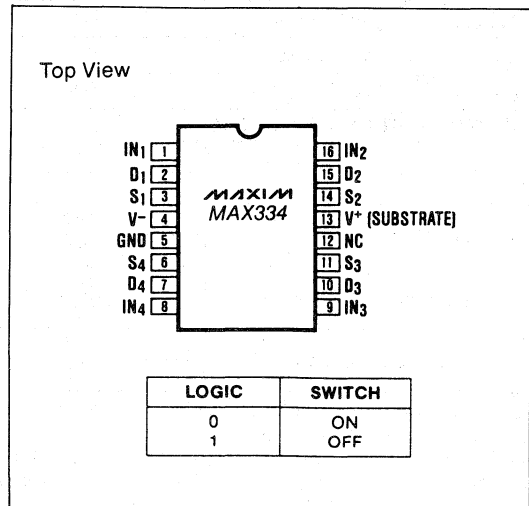 Top View
IN1 1 16 IN2
D1 2 15 D2
S1 3 14 S2
V- 4 13 V+ (SUBSTRATE)
GND 5 12 NC
S4 6 11 S3
D4 7 10 D3
IN4 8 9 IN3
MAXIM
MAX334
LOGIC SWITCH
0 ON
1 OFF